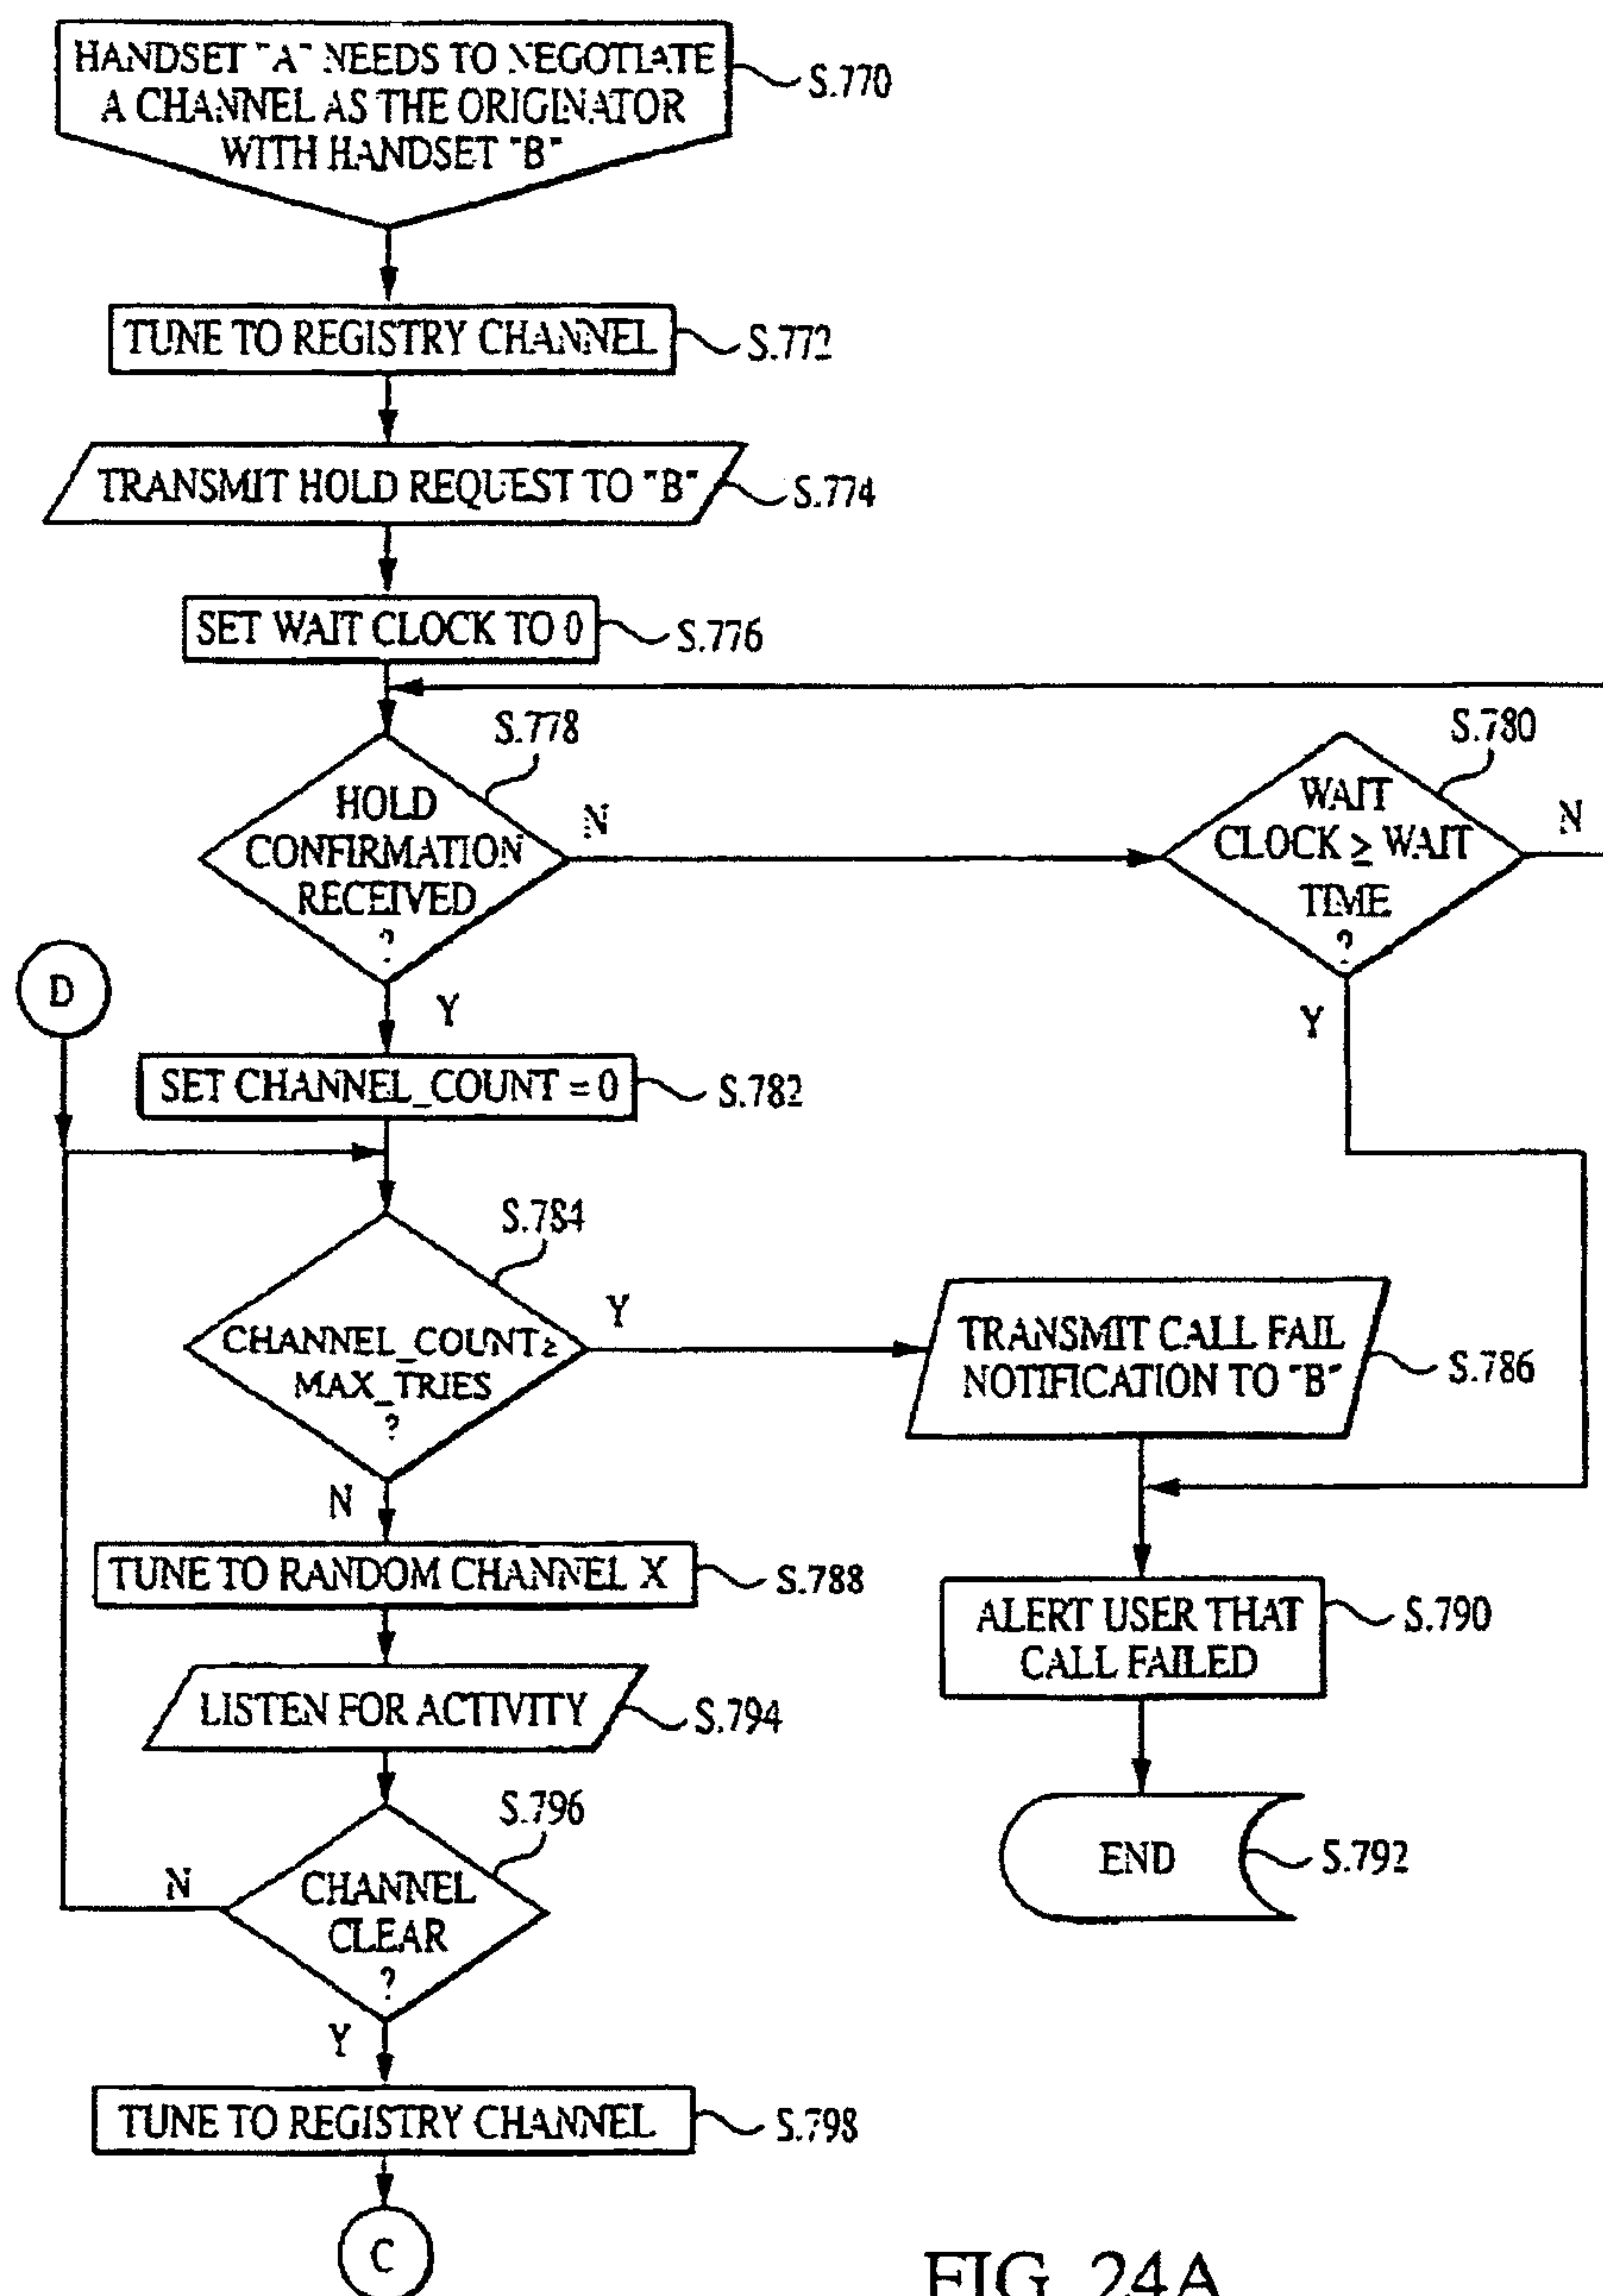 HANDSET "A" NEEDS TO NEGOTIATE
A CHANNEL AS THE ORIGINATOR
WITH HANDSET "B"
S.770
TUNE TO REGISTRY CHANNEL
S.772
TRANSMIT HOLD REQUEST TO "B"
S.774
SET WAIT CLOCK TO 0
S.776
S.778
HOLD
CONFIRMATION
RECEIVED
?
N
Y
S.780
WAIT
CLOCK ≥ WAIT
TIME
?
N
Y
D
SET CHANNEL_COUNT = 0
S.782
S.784
CHANNEL_COUNT ≥
MAX_TRIES
?
Y
N
TRANSMIT CALL FAIL
NOTIFICATION TO "B"
S.786
TUNE TO RANDOM CHANNEL X
S.788
ALERT USER THAT
CALL FAILED
S.790
LISTEN FOR ACTIVITY
S.794
S.796
CHANNEL
CLEAR
?
N
Y
END
S.792
TUNE TO REGISTRY CHANNEL
S.798
C
FIG. 24A